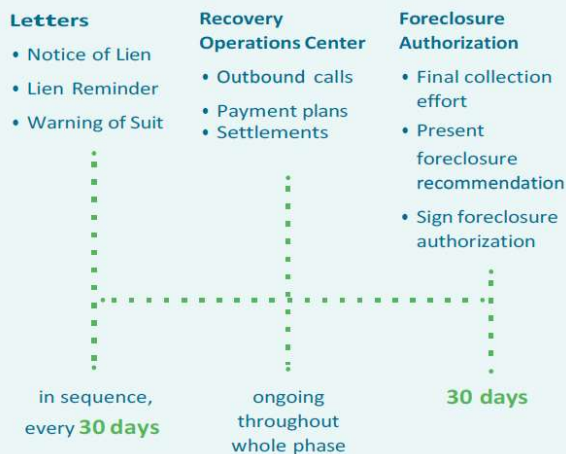 Letters
• Notice of Lien
• Lien Reminder
• Warning of Suit
Recovery
Operations Center
• Outbound calls
• Payment plans
• Settlements
Foreclosure
Authorization
• Final collection
effort
• Present
foreclosure
recommendation
• Sign foreclosure
authorization
in sequence,
every 30 days
ongoing
throughout
whole phase
30 days